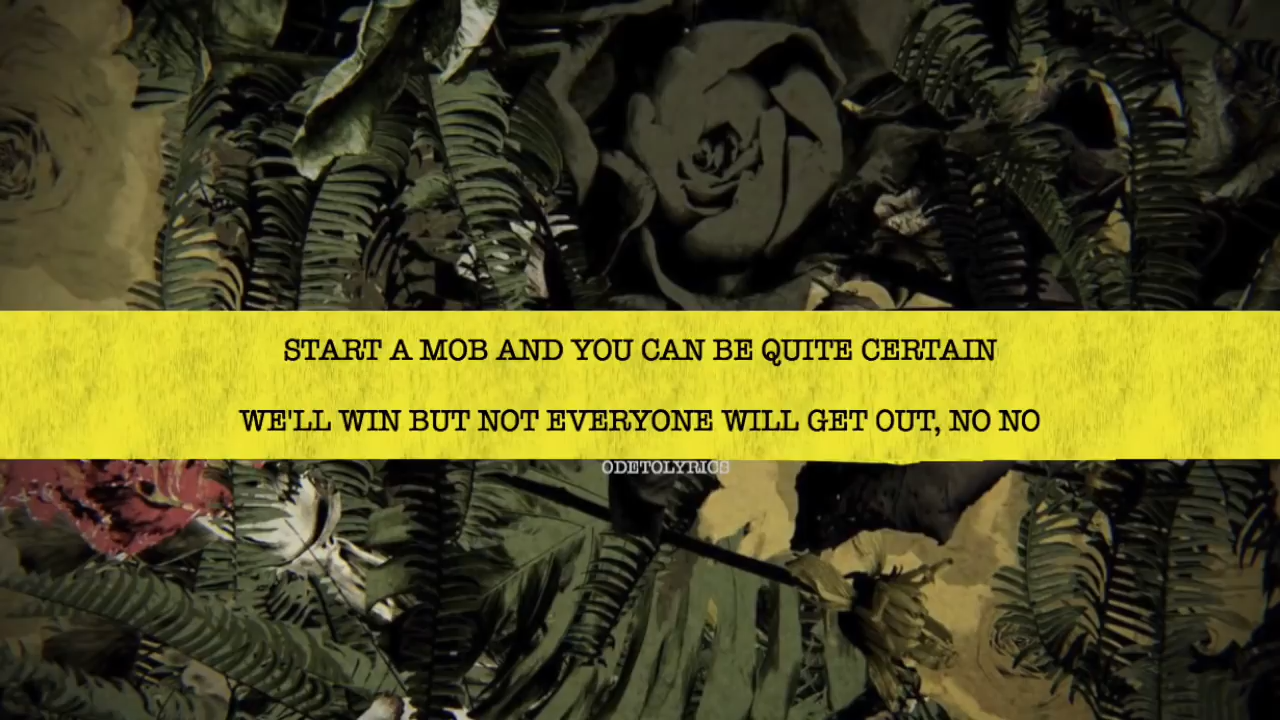 START A MOB AND YOU CAN BE QUITE CERTAIN
WE'LL WIN BUT NOT EVERYONE WILL GET OUT, NO NO
ODETOLYRICS